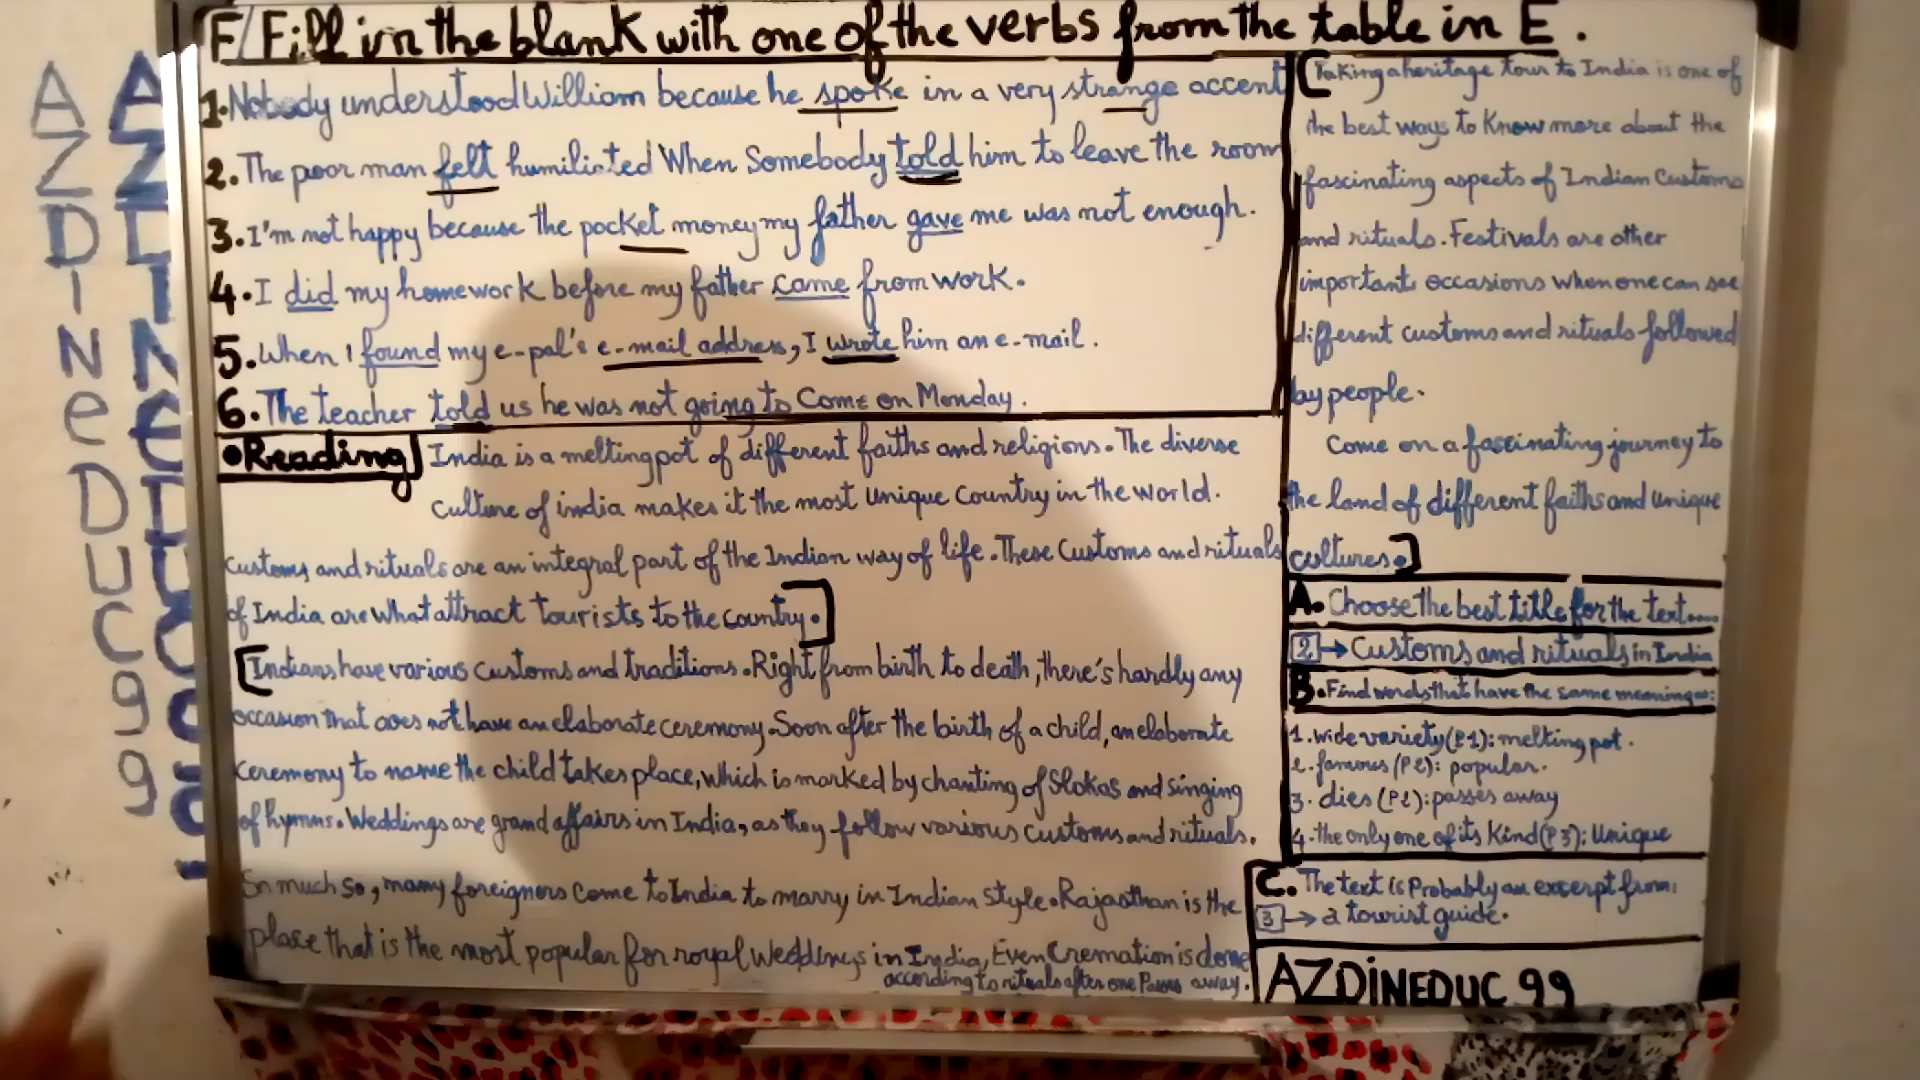 F/ Fill in the blank with one of the verbs from the table in E.
1. Nobody understood William because he spoke in a very strange accent
2. The poor man felt humiliated When Somebody told him to leave the room
3. I'm not happy because the pocket money my father gave me was not enough.
4. I did my homework before my father came from work.
5. When I found my e-pal's e-mail address, I wrote him an e-mail.
6. The teacher told us he was not going to Come on Monday.
•Reading] India is a melting pot of different faiths and religions. The diverse
culture of india makes it the most unique Country in the world.
customs and rituals are an integral part of the Indian way of life. These Customs and rituals
of India are what attract tourists to the country.]
[Indians have various customs and traditions. Right from birth to death, there's hardly any
occasion that does not have an elaborate ceremony. Soon after the birth of a child, an elaborate
ceremony to name the child takes place, which is marked by chanting of Slokas and singing
of hymns. Weddings are grand affairs in India, as they follow various customs and rituals.
So much so, many foreigners come to India to marry in Indian style. Rajasthan is the
place that is the most popular for royal weddings in India, Even Cremation is done
according to rituals after one Passes away.
[Taking a heritage tour to India is one of
the best ways to Know more about the
fascinating aspects of Indian Customs
and rituals. Festivals are other
important occasions when one can see
different customs and rituals followed
by people.
Come on a fascinating journey to
the land of different faiths and unique
cultures.]
A. Choose the best title for the text....
2 → Customs and rituals in India
B. Find words that have the same meaning as:
1. wide variety (P1): melting pot.
2. famous (P2): popular.
3. dies (P2): passes away
4. the only one of its Kind (P3): Unique
C. The text is Probably an excerpt from:
3 → a tourist guide.
AZDINEDUC 99
AZDINeDUC99
AZDINEDUC